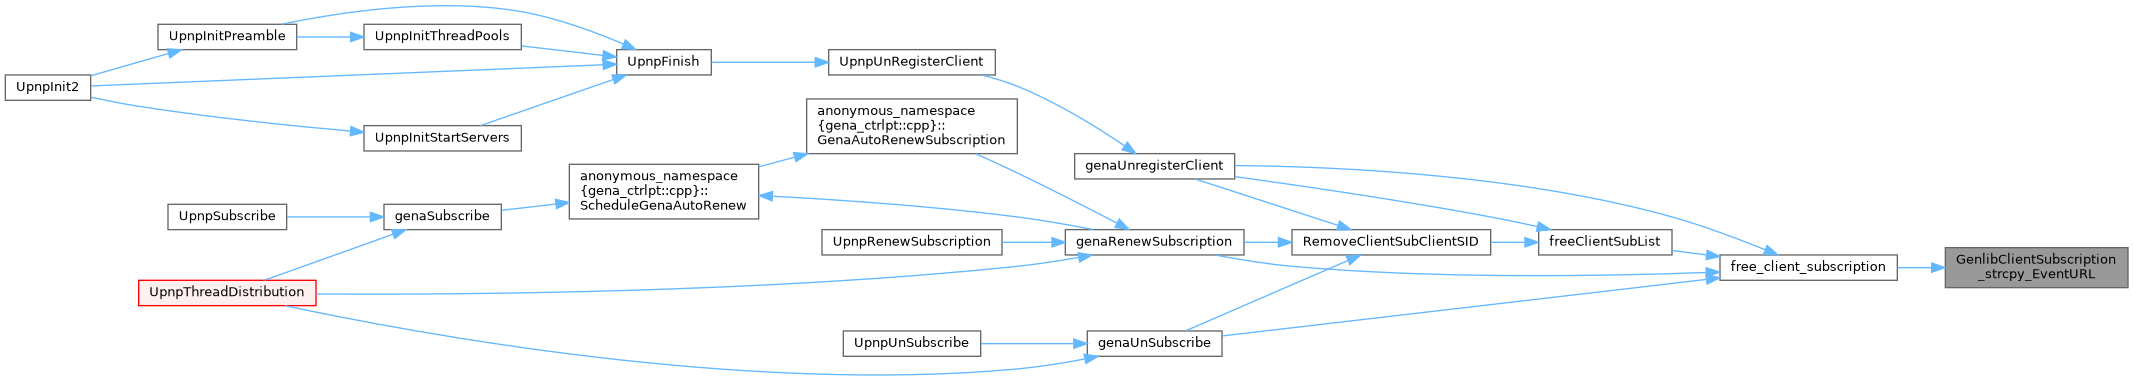 UpnpInit2
UpnpInitPreamble
UpnpInitThreadPools
UpnpInitStartServers
UpnpFinish
UpnpUnRegisterClient
anonymous_namespace
{gena_ctrlpt::cpp}::
GenaAutoRenewSubscription
anonymous_namespace
{gena_ctrlpt::cpp}::
ScheduleGenaAutoRenew
UpnpSubscribe
genaSubscribe
UpnpThreadDistribution
UpnpRenewSubscription
UpnpUnSubscribe
genaUnregisterClient
genaRenewSubscription
genaUnSubscribe
RemoveClientSubClientSID
freeClientSubList
free_client_subscription
GenlibClientSubscription
_strcpy_EventURL